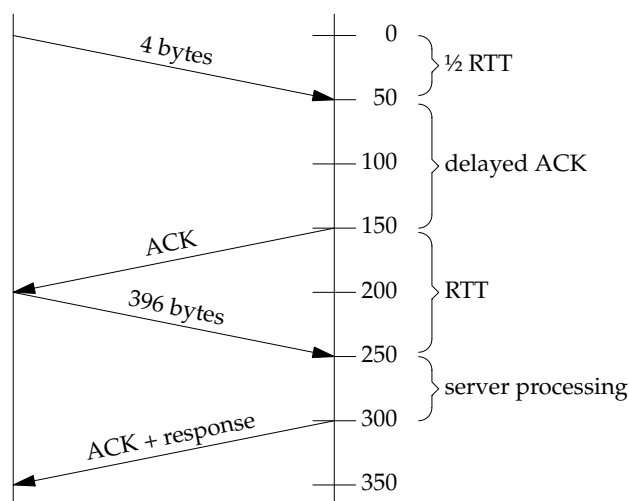 0
4 bytes
½ RTT
50
100
delayed ACK
150
ACK
200
RTT
396 bytes
250
server processing
300
ACK + response
350